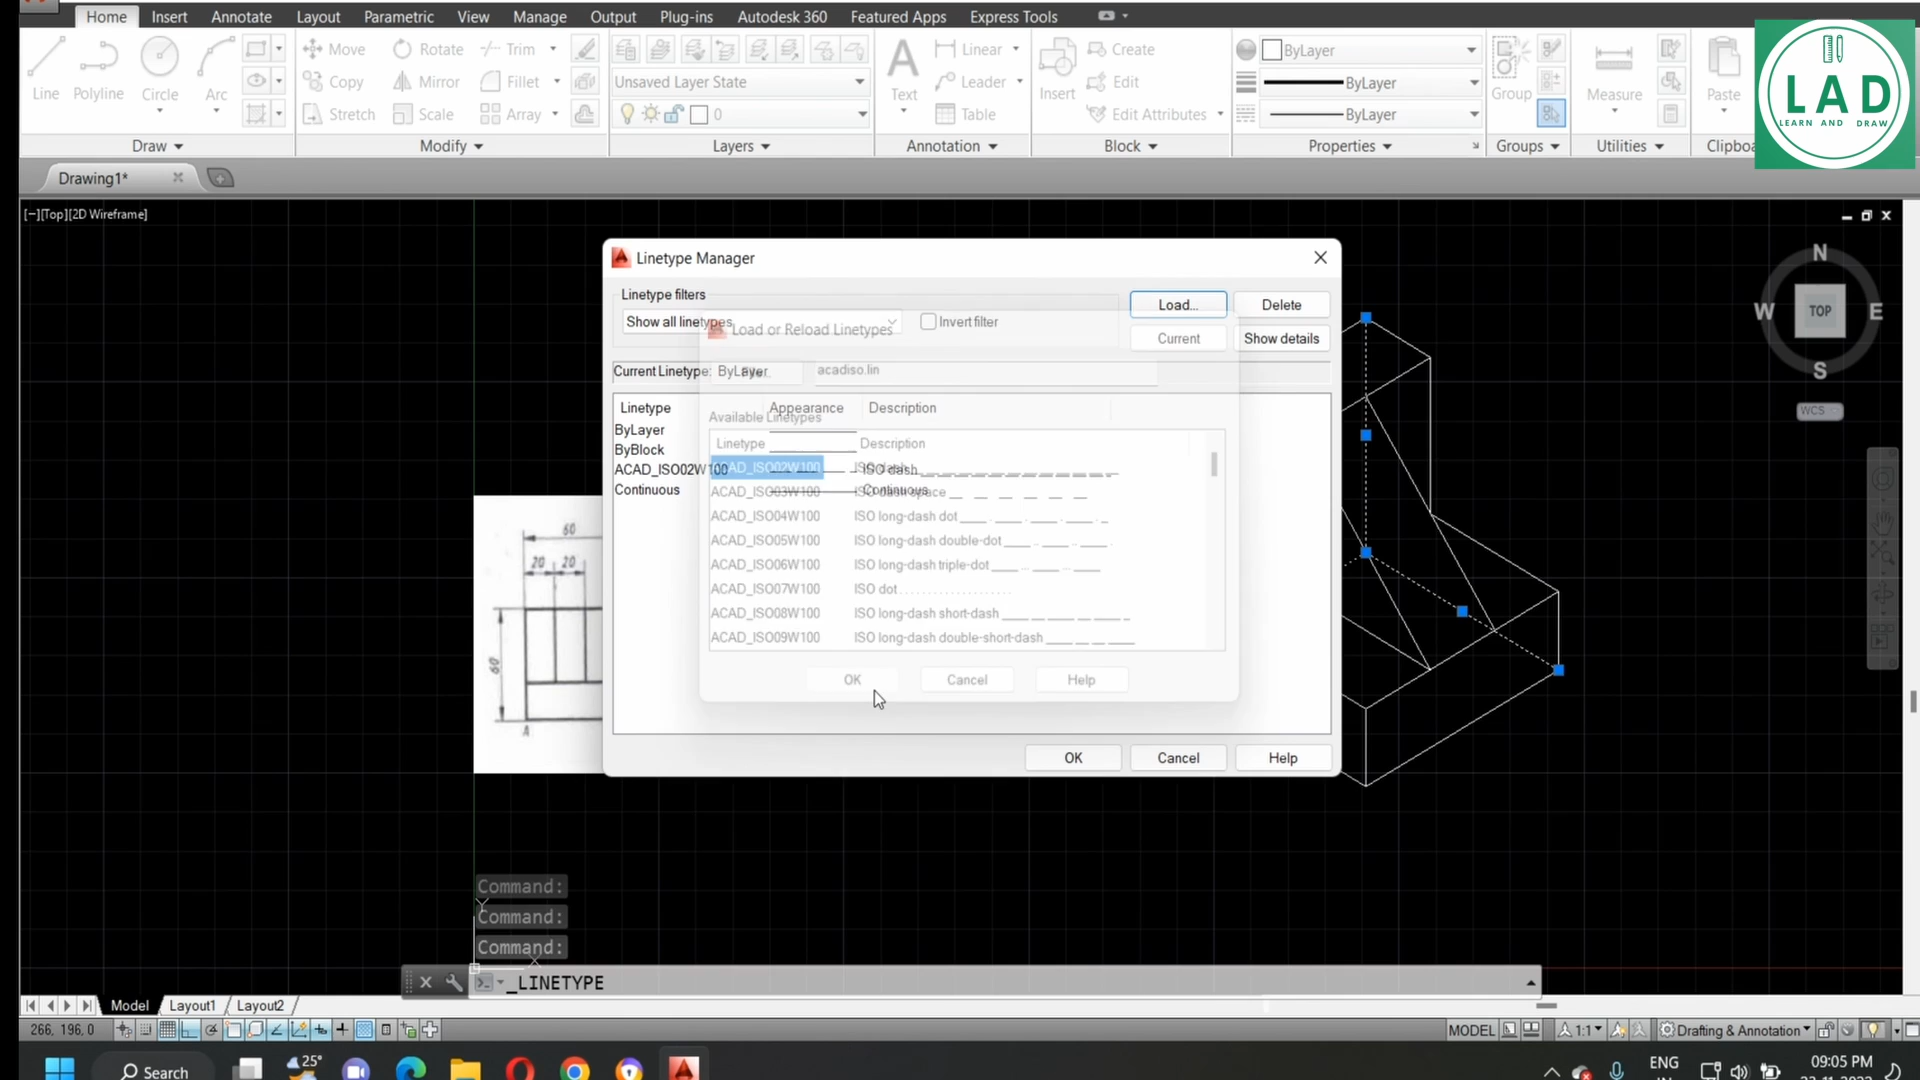 Home Insert Annotate Layout Parametric View Manage Output Plug-ins Autodesk 360 Featured Apps Express Tools
Move Rotate Trim
Unsaved Layer State
Line Polyline Circle Arc
Copy Mirror Fillet
Stretch Scale Array
0
Text
Linear
Leader
Table
Insert
Create
Edit
Edit Attributes
ByLayer
ByLayer
ByLayer
Group
Measure
Paste
Draw Modify Layers Annotation Block Properties Groups Utilities
LAD
LEARN AND DRAW
Drawing1*
[–][Top][2D Wireframe]
N
W TOP E
S
WCS
Linetype Manager
Linetype filters
Show all linetypes
Invert filter
Load...
Delete
Current
Show details
Current Linetype: ByLayer
Linetype Appearance Description
ByLayer
ByBlock
ACAD_ISO02W100 ISO dash
Continuous Continuous
Load or Reload Linetypes
acadiso.lin
Available Linetypes
Linetype Description
ACAD_ISO02W100 ISO dash
ACAD_ISO03W100 ISO dash space
ACAD_ISO04W100 ISO long-dash dot
ACAD_ISO05W100 ISO long-dash double-dot
ACAD_ISO06W100 ISO long-dash triple-dot
ACAD_ISO07W100 ISO dot
ACAD_ISO08W100 ISO long-dash short-dash
ACAD_ISO09W100 ISO long-dash double-short-dash
OK Cancel Help
OK Cancel Help
60
20 20
60
A
Command:
Y
Command:
Command:
X
_LINETYPE
Model Layout1 Layout2
266, 196, 0
MODEL
1:1
Drafting & Annotation
25°
Search
ENG
09:05 PM